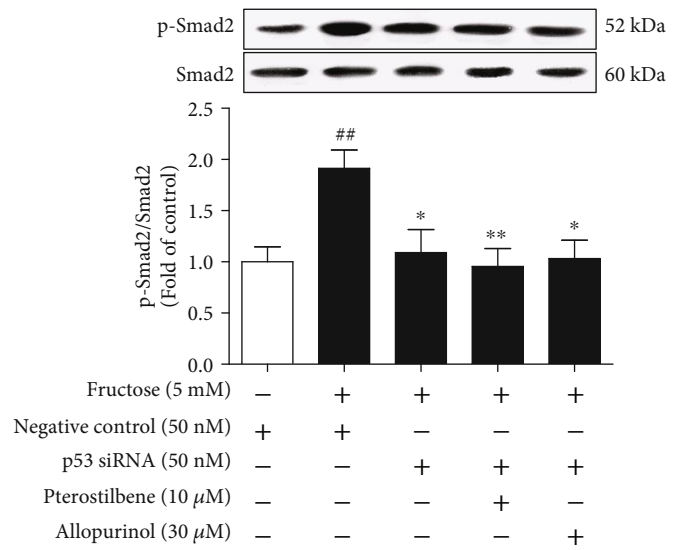 p-Smad2 52 kDa
Smad2 60 kDa
p-Smad2/Smad2
(Fold of control)
2.5
2.0
1.5
1.0
0.5
0.0
##
*
**
*
Fructose (5 mM) − + + + +
Negative control (50 nM) + + − − −
p53 siRNA (50 nM) − − + + +
Pterostilbene (10 μM) − − − + −
Allopurinol (30 μM) − − − − +